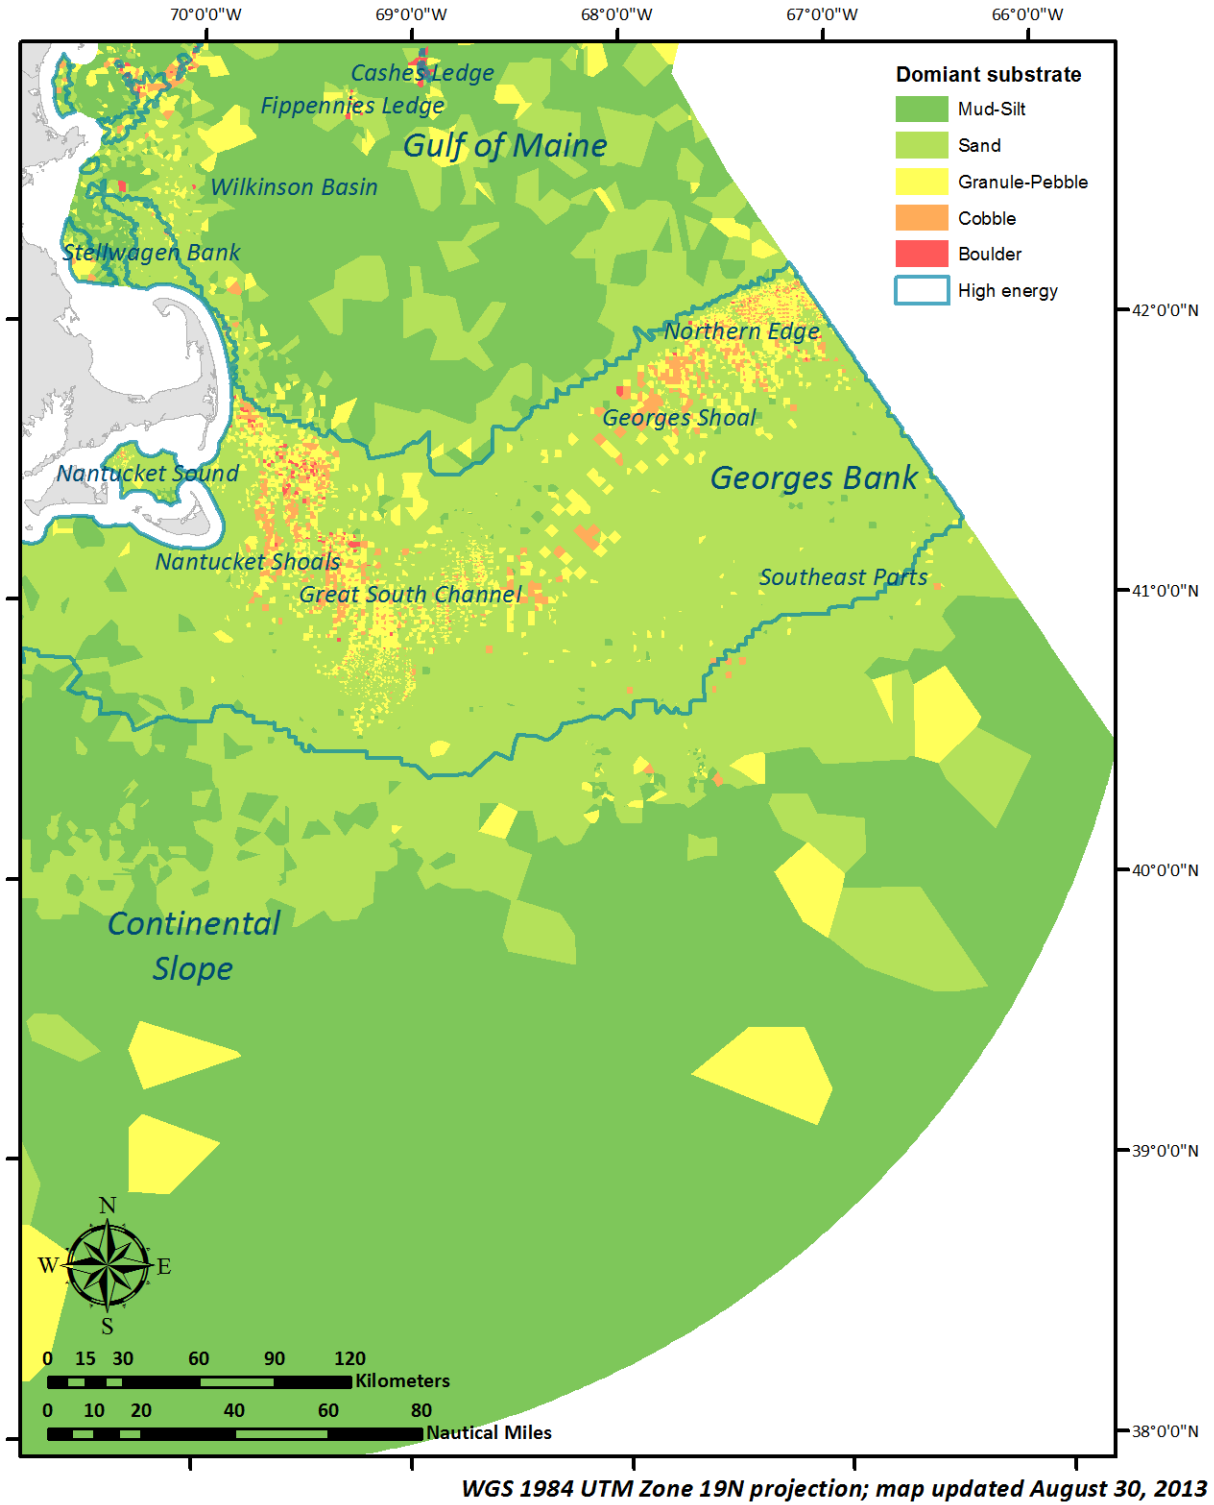 70°0'0"W 69°0'0"W 68°0'0"W 67°0'0"W 66°0'0"W
Domiant substrate
Mud-Silt
Sand
Granule-Pebble
Cobble
Boulder
High energy
Cashes Ledge
Fippennies Ledge
Gulf of Maine
Wilkinson Basin
Stellwagen Bank
42°0'0"N
Northern Edge
Georges Shoal
Nantucket Sound
Georges Bank
Nantucket Shoals
Southeast Parts
Great South Channel
41°0'0"N
40°0'0"N
Continental
Slope
39°0'0"N
N
W E
S
0 15 30 60 90 120
Kilometers
0 10 20 40 60 80
Nautical Miles
38°0'0"N
WGS 1984 UTM Zone 19N projection; map updated August 30, 2013